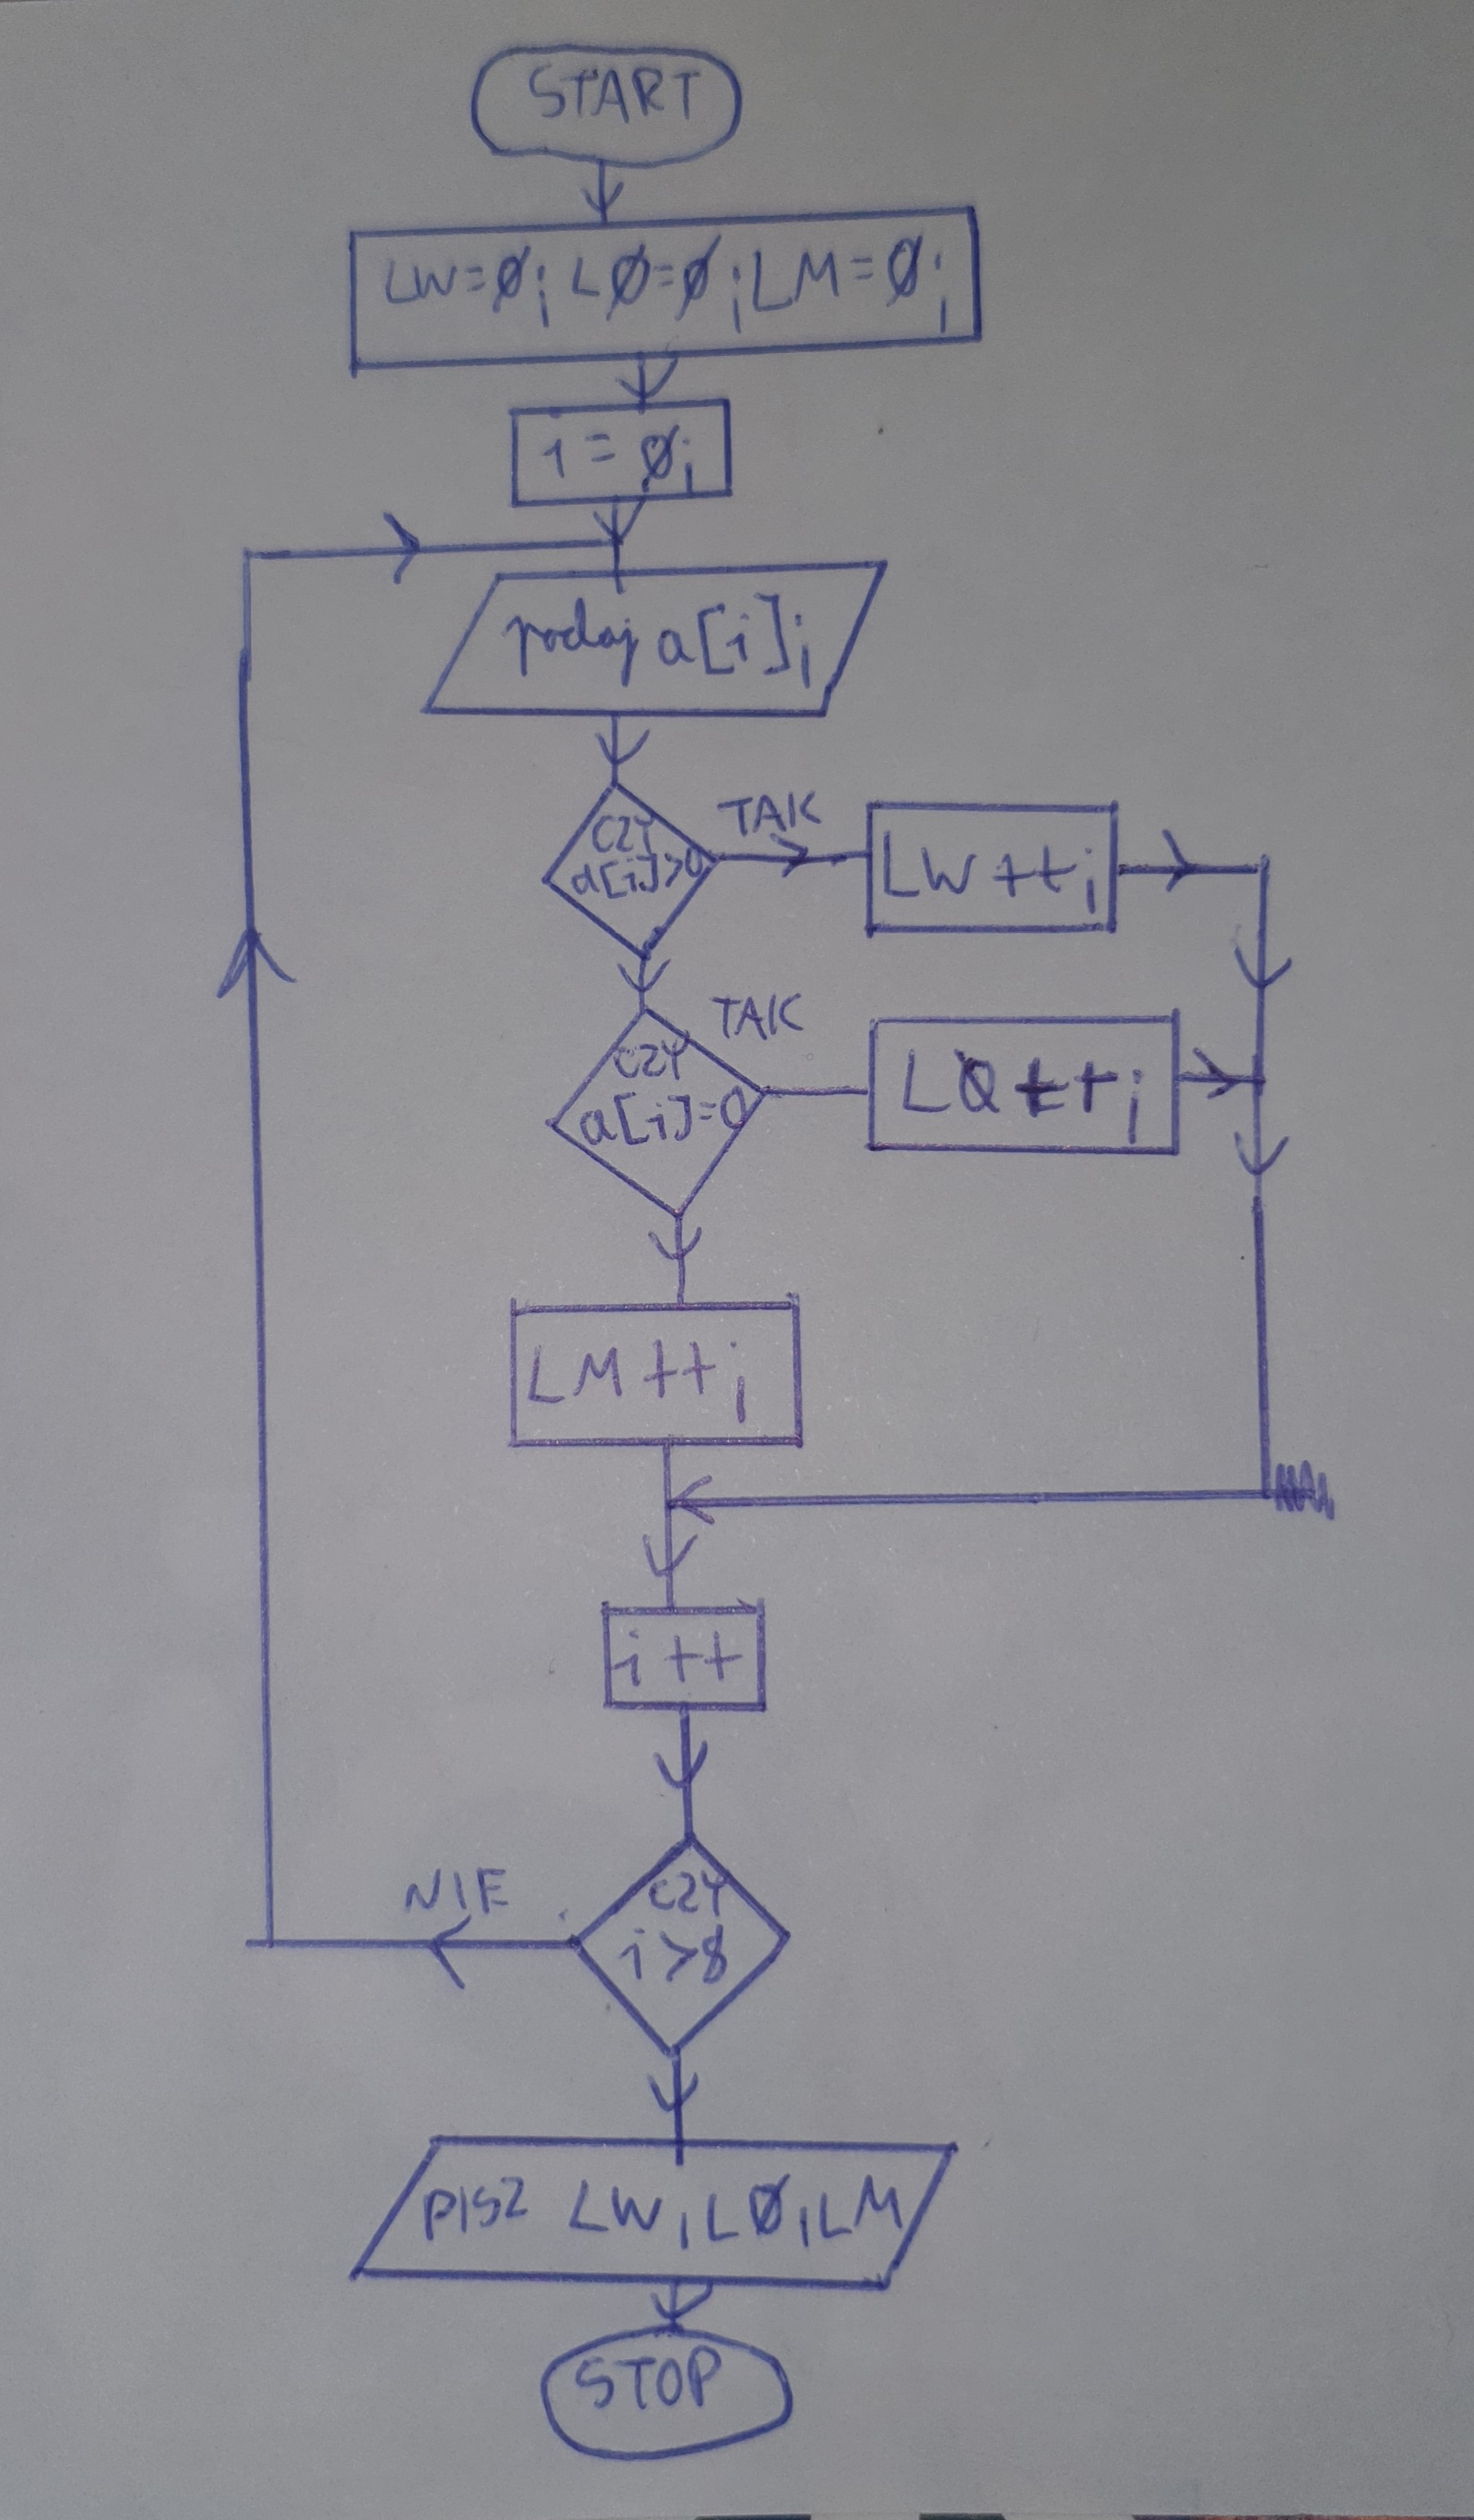 START
LW=Ø; LØ=Ø; LM=Ø;
i=Ø;
podaj a[i];
CZY
a[i]>0
TAK
LW++;
CZY
a[i]=0
TAK
LØ++;
LM++;
i++
CZY
i>8
NIE
PISZ LW, LØ, LM
STOP